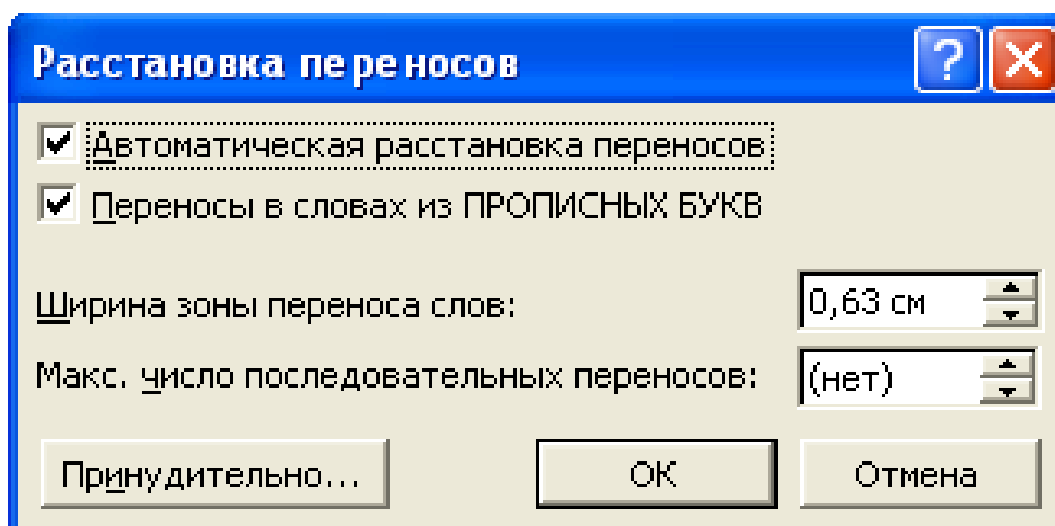 Расстановка переносов
Автоматическая расстановка переносов
Переносы в словах из ПРОПИСНЫХ БУКВ
Ширина зоны переноса слов: 0,63 см
Макс. число последовательных переносов: (нет)
Принудительно... ОК Отмена